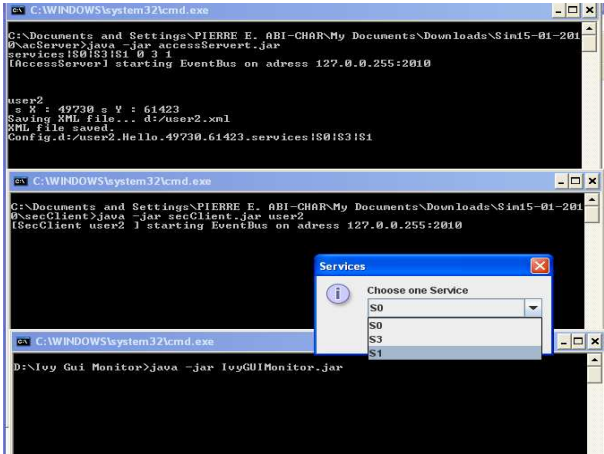 C:\WINDOWS\system32\cmd.exe
C:\Documents and Settings\PIERRE E. ABI-CHAR\My Documents\Downloads\Sim15-01-201
0\acServer>java -jar accessServert.jar
services|S0|S3|S1 0 3 1
[AccessServer] starting EventBus on adress 127.0.0.255:2010
user2
s X : 49730 s Y : 61423
Saving XML file... d:/user2.xml
XML file saved.
Config.d:/user2.Hello.49730.61423.services|S0|S3|S1
C:\WINDOWS\system32\cmd.exe
C:\Documents and Settings\PIERRE E. ABI-CHAR\My Documents\Downloads\Sim15-01-201
0\secClient>java -jar secClient.jar user2
[SecClient user2 ] starting EventBus on adress 127.0.0.255:2010
Services
Choose one Service
S0
S0
S3
S1
C:\WINDOWS\system32\cmd.exe
D:\Ivy Gui Monitor>java -jar IvyGUIMonitor.jar